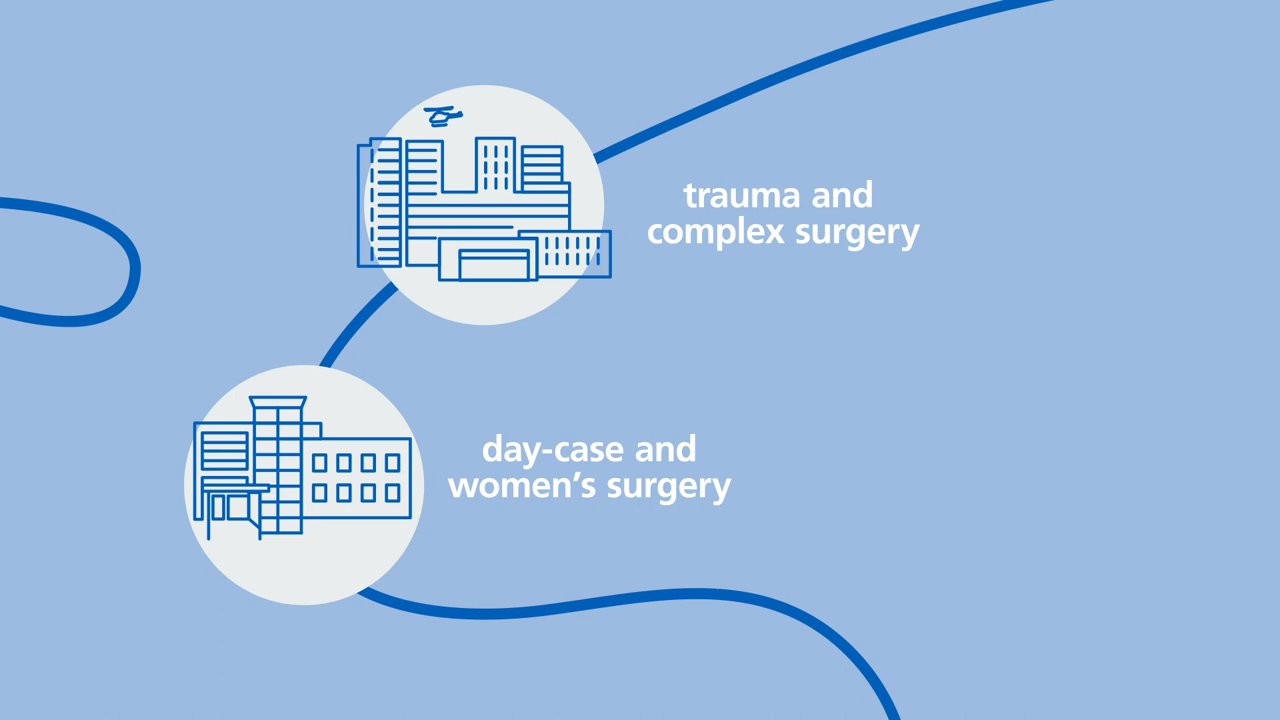 trauma and
complex surgery
day-case and
women’s surgery